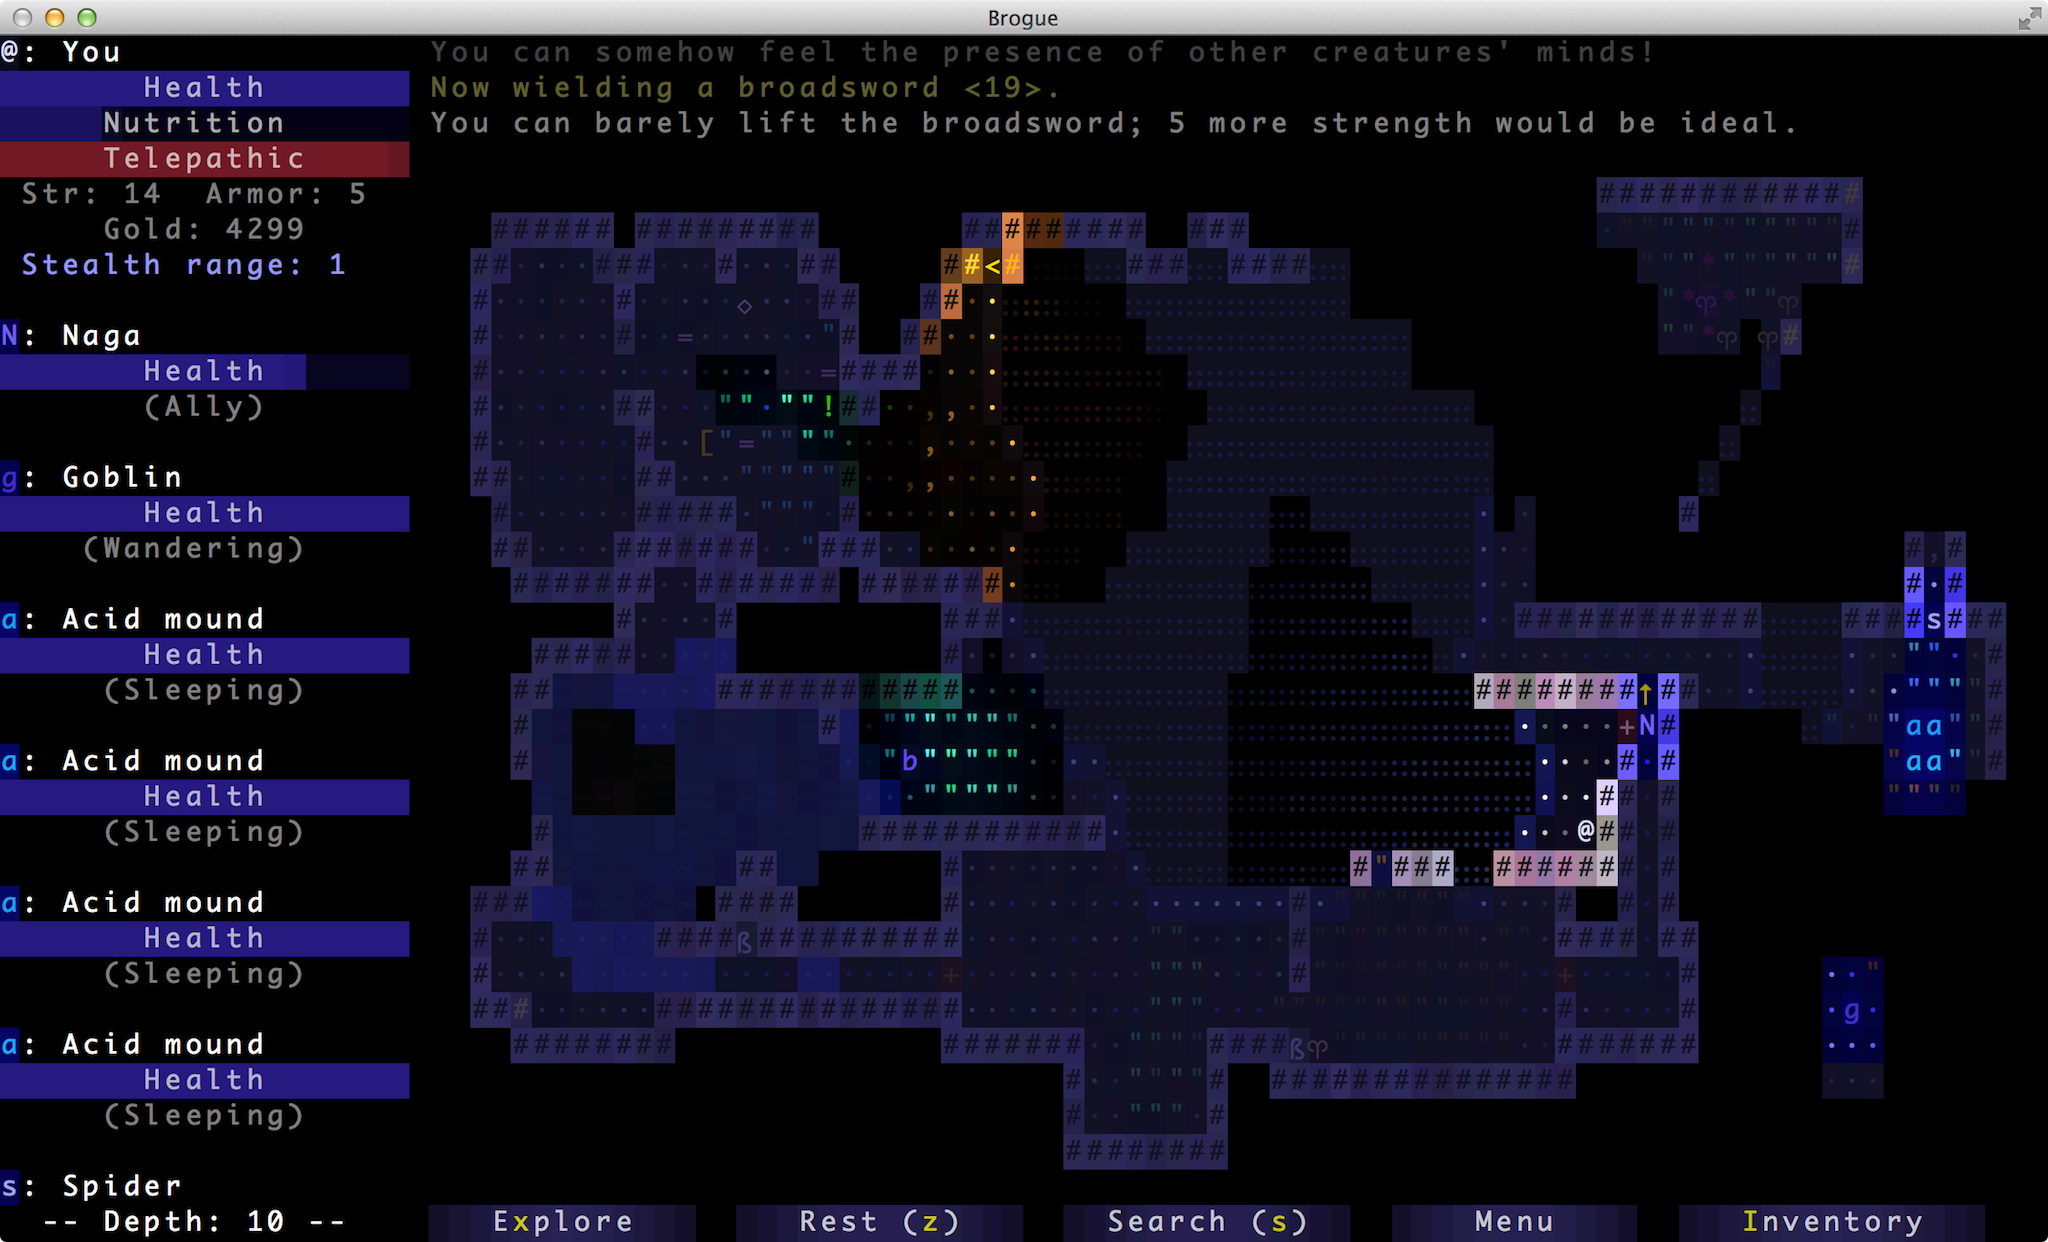 Brogue
@: You
Health
Nutrition
Telepathic
Str: 14  Armor: 5
Gold: 4299
Stealth range: 1
N: Naga
Health
(Ally)
g: Goblin
Health
(Wandering)
a: Acid mound
Health
(Sleeping)
a: Acid mound
Health
(Sleeping)
a: Acid mound
Health
(Sleeping)
a: Acid mound
Health
(Sleeping)
s: Spider
-- Depth: 10 --
You can somehow feel the presence of other creatures' minds!
Now wielding a broadsword <19>.
You can barely lift the broadsword; 5 more strength would be ideal.
Explore
Rest (z)
Search (s)
Menu
Inventory